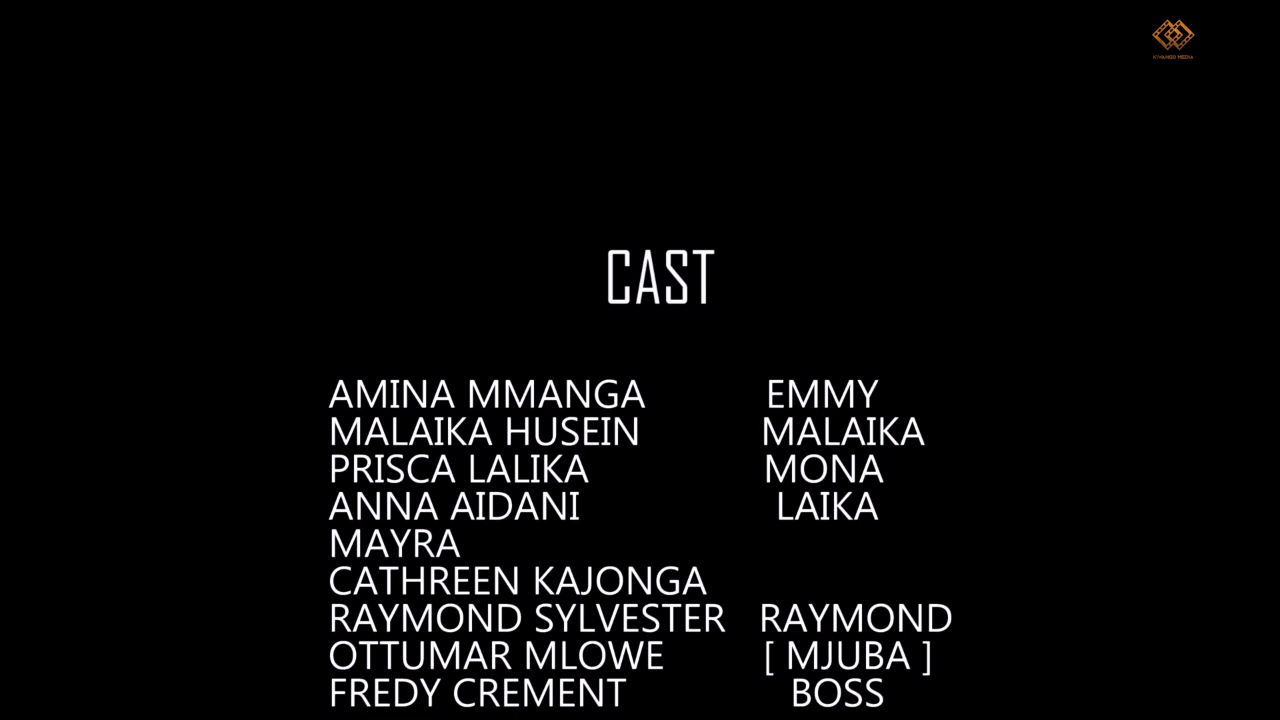 CAST
AMINA MMANGA EMMY
MALAIKA HUSEIN MALAIKA
PRISCA LALIKA MONA
ANNA AIDANI LAIKA
MAYRA
CATHREEN KAJONGA
RAYMOND SYLVESTER RAYMOND
OTTUMAR MLOWE [ MJUBA ]
FREDY CREMENT BOSS